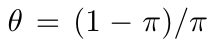 θ = (1 − π)/π